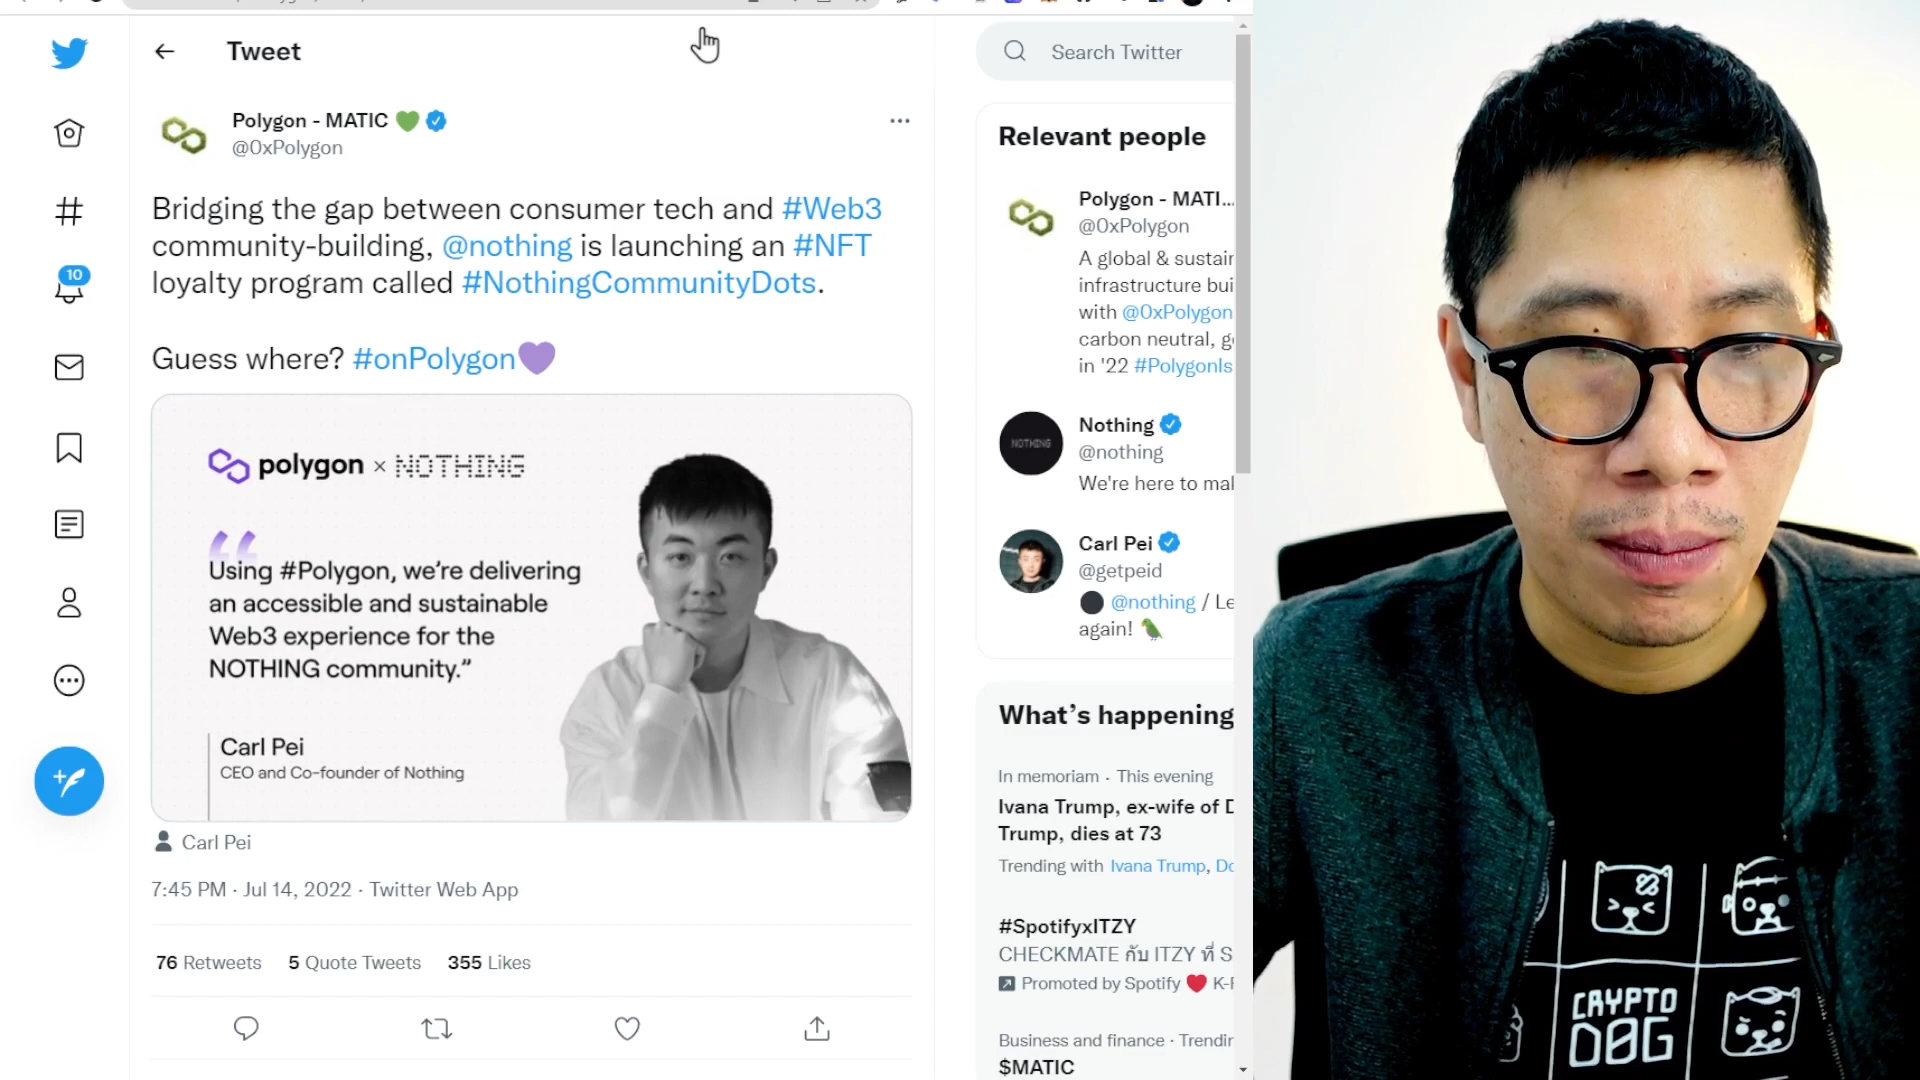 Tweet
Search Twitter
Polygon - MATIC
@0xPolygon
Bridging the gap between consumer tech and #Web3
community-building, @nothing is launching an #NFT
loyalty program called #NothingCommunityDots.
Guess where? #onPolygon
polygon × NOTHING
“
Using #Polygon, we’re delivering
an accessible and sustainable
Web3 experience for the
NOTHING community.”
Carl Pei
CEO and Co-founder of Nothing
Carl Pei
7:45 PM · Jul 14, 2022 · Twitter Web App
76 Retweets 5 Quote Tweets 355 Likes
10
Relevant people
Polygon - MATI...
@0xPolygon
A global & sustain
infrastructure bui
with @0xPolygon
carbon neutral, g
in '22 #PolygonIs
Nothing
@nothing
NOTHING
We're here to mal
Carl Pei
@getpeid
@nothing / Le
again!
What’s happening
In memoriam · This evening
Ivana Trump, ex-wife of D
Trump, dies at 73
Trending with Ivana Trump, Do
#SpotifyxITZY
CHECKMATE กับ ITZY ที่ S
Promoted by Spotify K-P
Business and finance · Trendin
$MATIC
CRYPTO
DOG